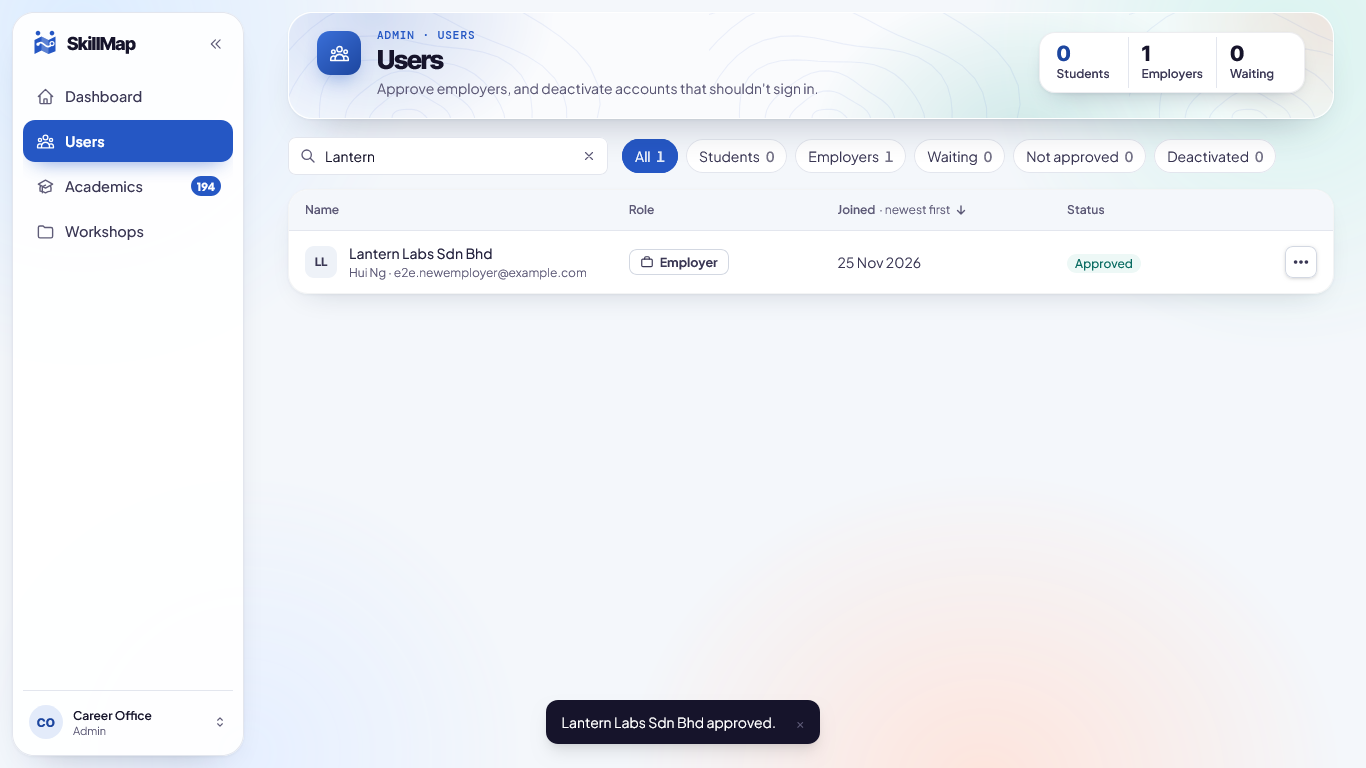 SkillMap
Dashboard
Users
Academics 194
Workshops
CO
Career Office
Admin
ADMIN · USERS
Users
Approve employers, and deactivate accounts that shouldn't sign in.
0 Students
1 Employers
0 Waiting
Lantern
All 1
Students 0
Employers 1
Waiting 0
Not approved 0
Deactivated 0
Name Role Joined · newest first ↓ Status
LL
Lantern Labs Sdn Bhd
Hui Ng · e2e.newemployer@example.com
Employer
25 Nov 2026
Approved
Lantern Labs Sdn Bhd approved. ×